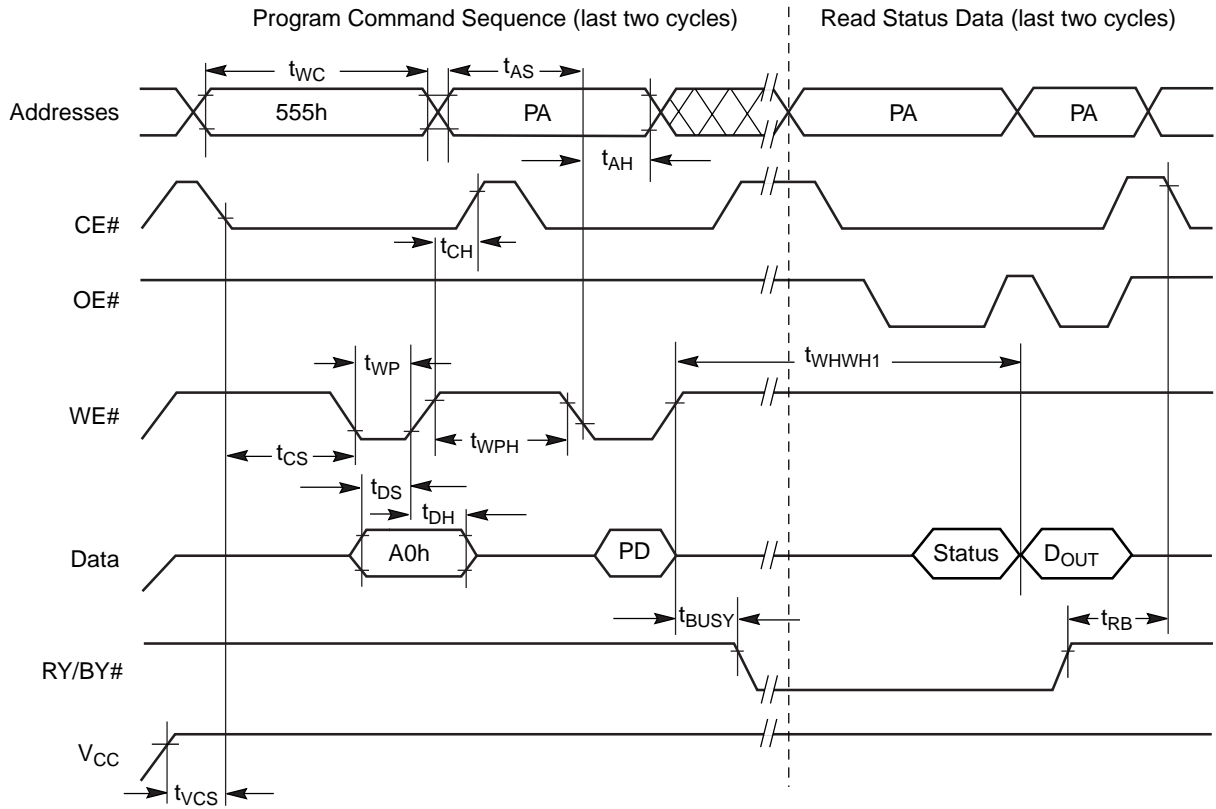 Program Command Sequence (last two cycles) Read Status Data (last two cycles)
tWC tAS
Addresses 555h PA PA PA
tAH
CE#
tCH
OE#
tWP tWHWH1
WE#
tCS tWPH
tDS
tDH
Data A0h PD Status DOUT
tBUSY tRB
RY/BY#
VCC
tVCS